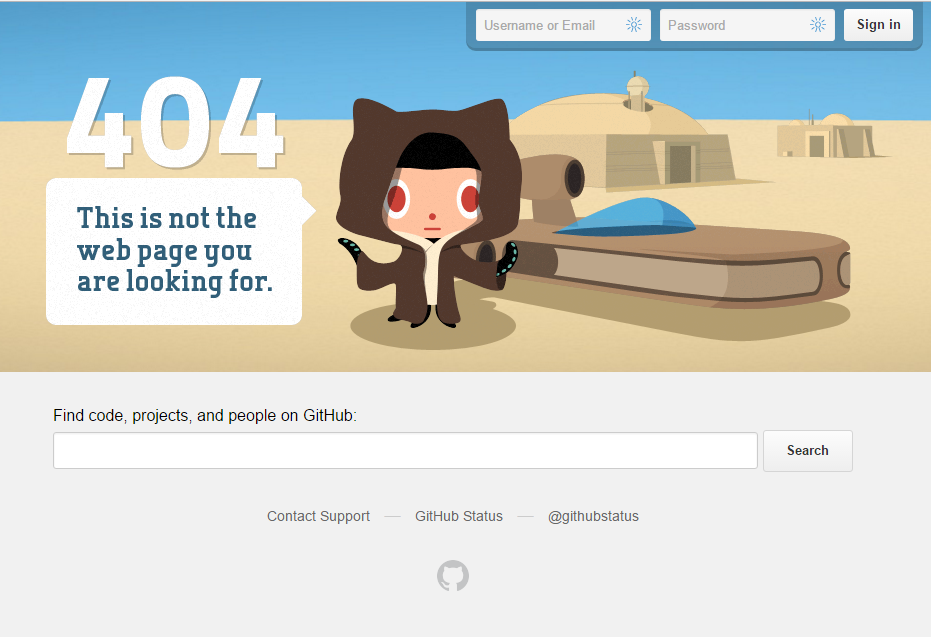 Username or Email
Password
Sign in
404
This is not the
web page you
are looking for.
Find code, projects, and people on GitHub:
Search
Contact Support — GitHub Status — @githubstatus